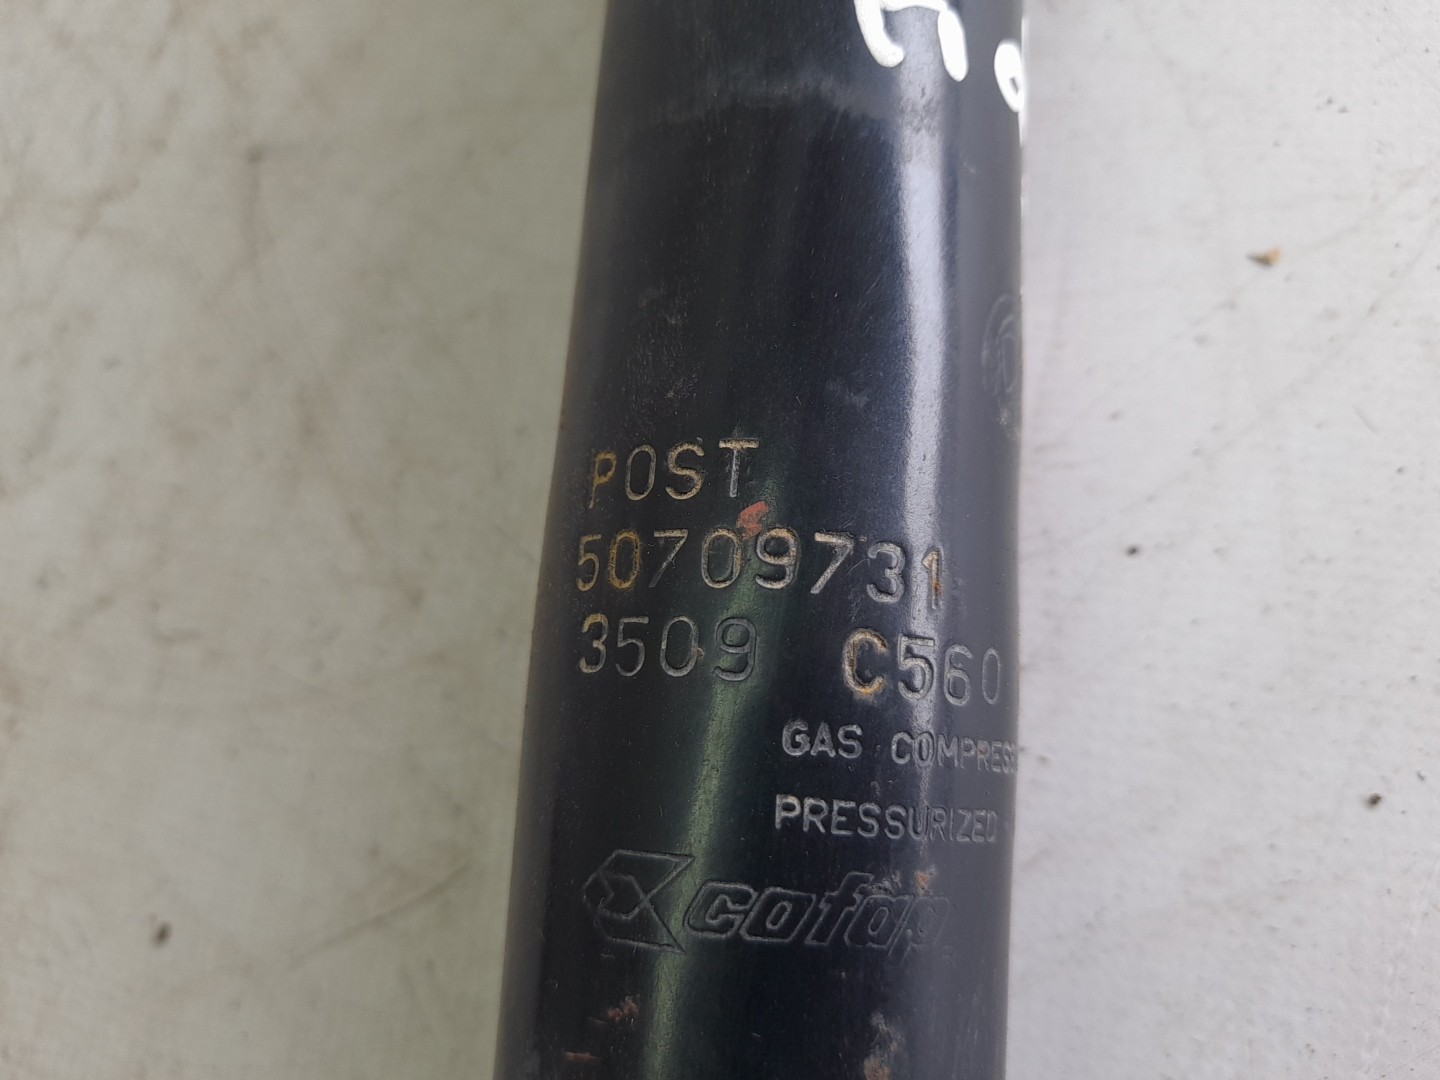 POST
50709731
3509 C560
GAS COMPRESS
PRESSURIZED
cofap